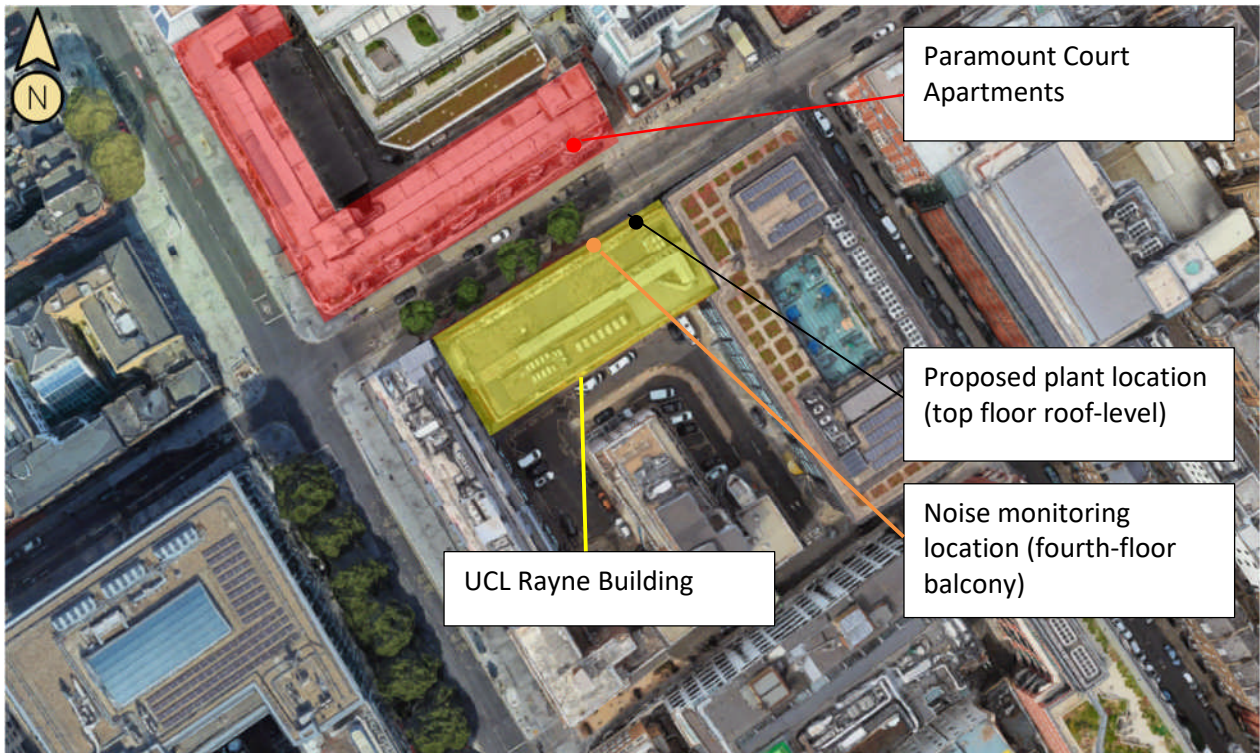 N
Paramount Court
Apartments
Proposed plant location
(top floor roof-level)
Noise monitoring
location (fourth-floor
balcony)
UCL Rayne Building